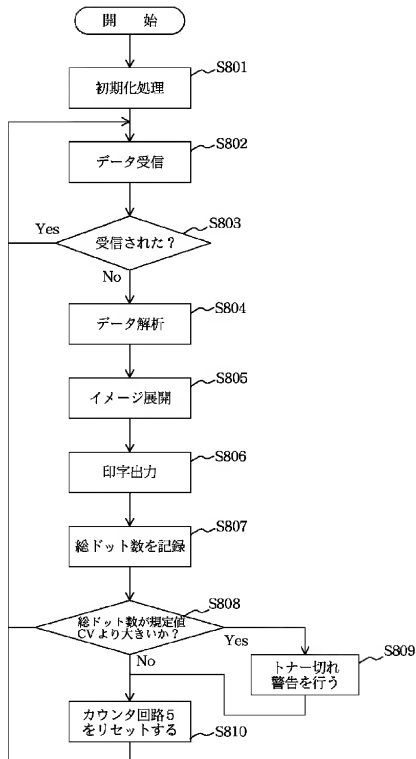 開 始
S801
初期化処理
S802
データ受信
S803
Yes
受信された?
No
S804
データ解析
S805
イメージ展開
S806
印字出力
S807
総ドット数を記録
S808
総ドット数が規定値
CVより大きいか?
Yes
No
S809
トナー切れ
警告を行う
カウンタ回路5
をリセットする
S810